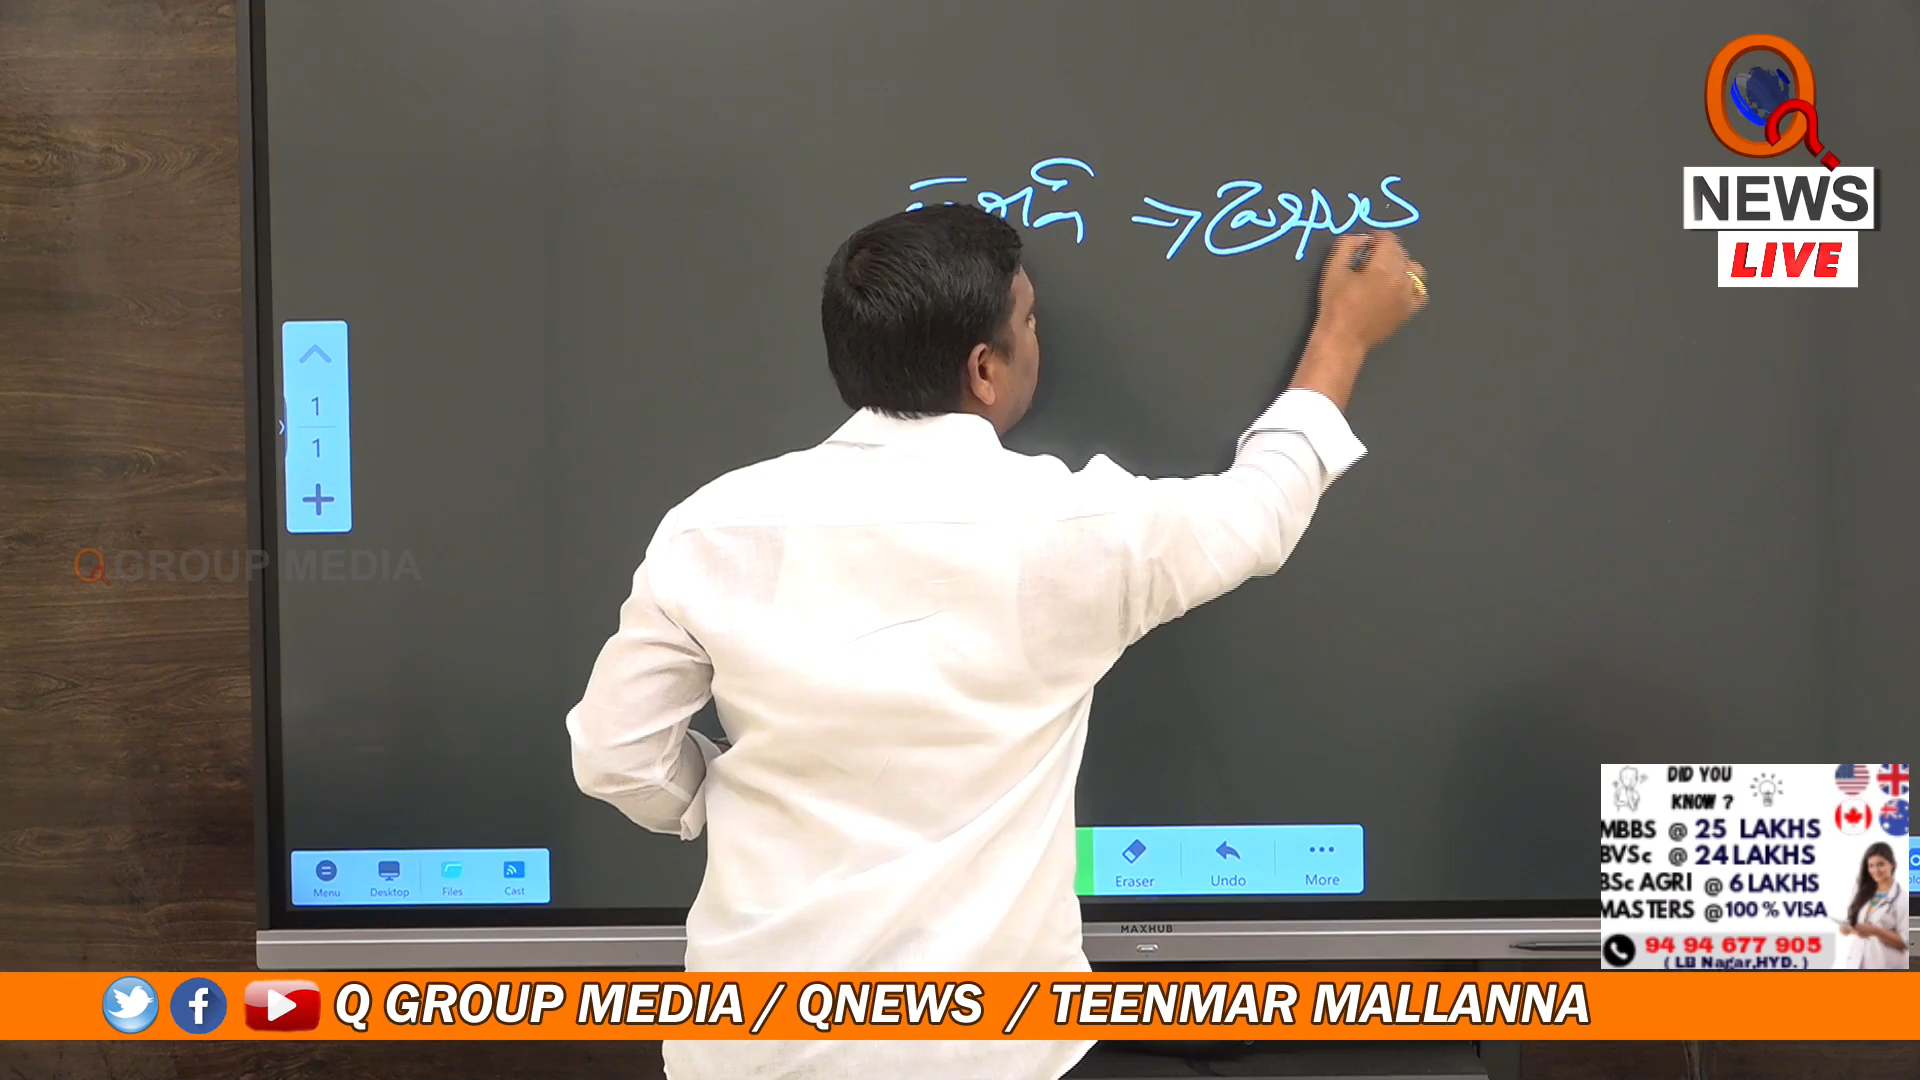 NEWS
LIVE
1
1
Q GROUP MEDIA
DID YOU
KNOW ?
MBBS @ 25 LAKHS
BVSc @ 24 LAKHS
BSc AGRI @ 6 LAKHS
MASTERS @ 100 % VISA
94 94 677 905
( LB Nagar,HYD. )
Menu Desktop Files Cast
Eraser Undo More
MAXHUB
Q GROUP MEDIA / QNEWS / TEENMAR MALLANNA